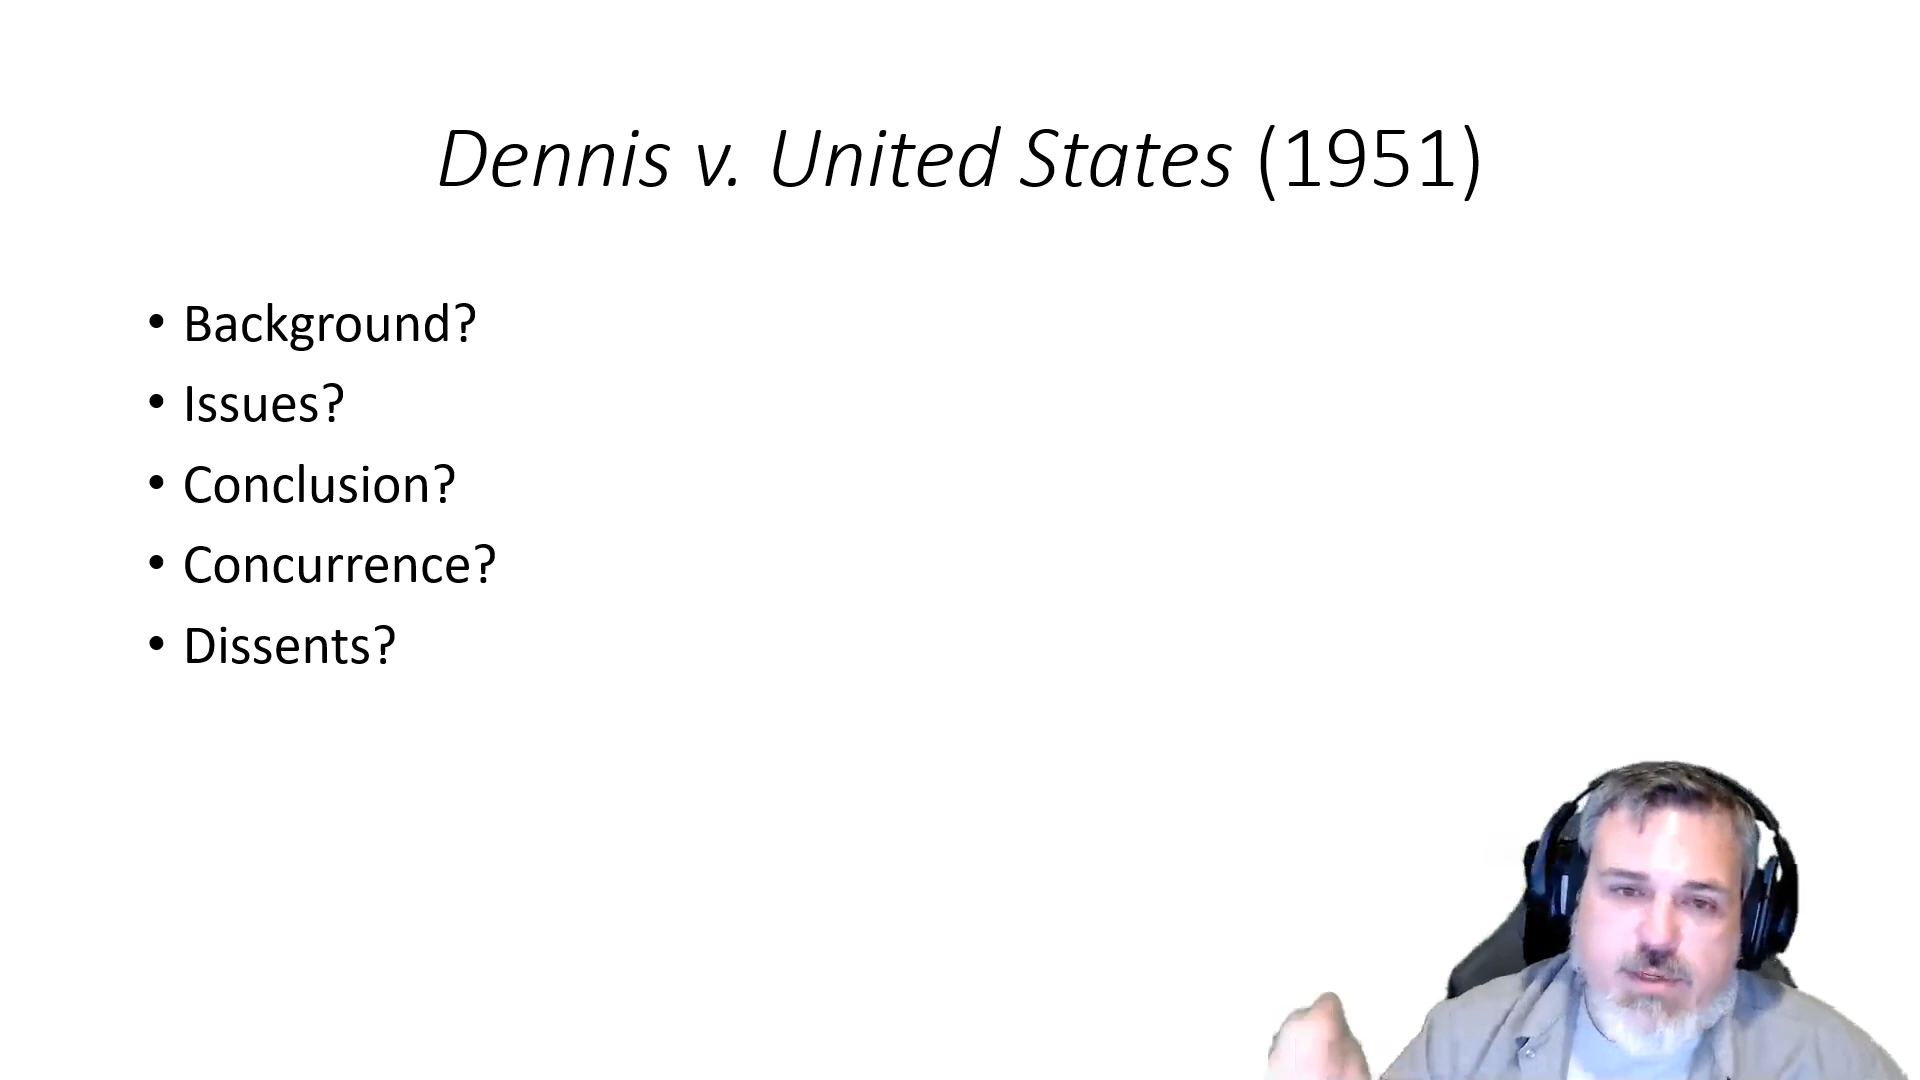 Dennis v. United States (1951)
• Background?
• Issues?
• Conclusion?
• Concurrence?
• Dissents?